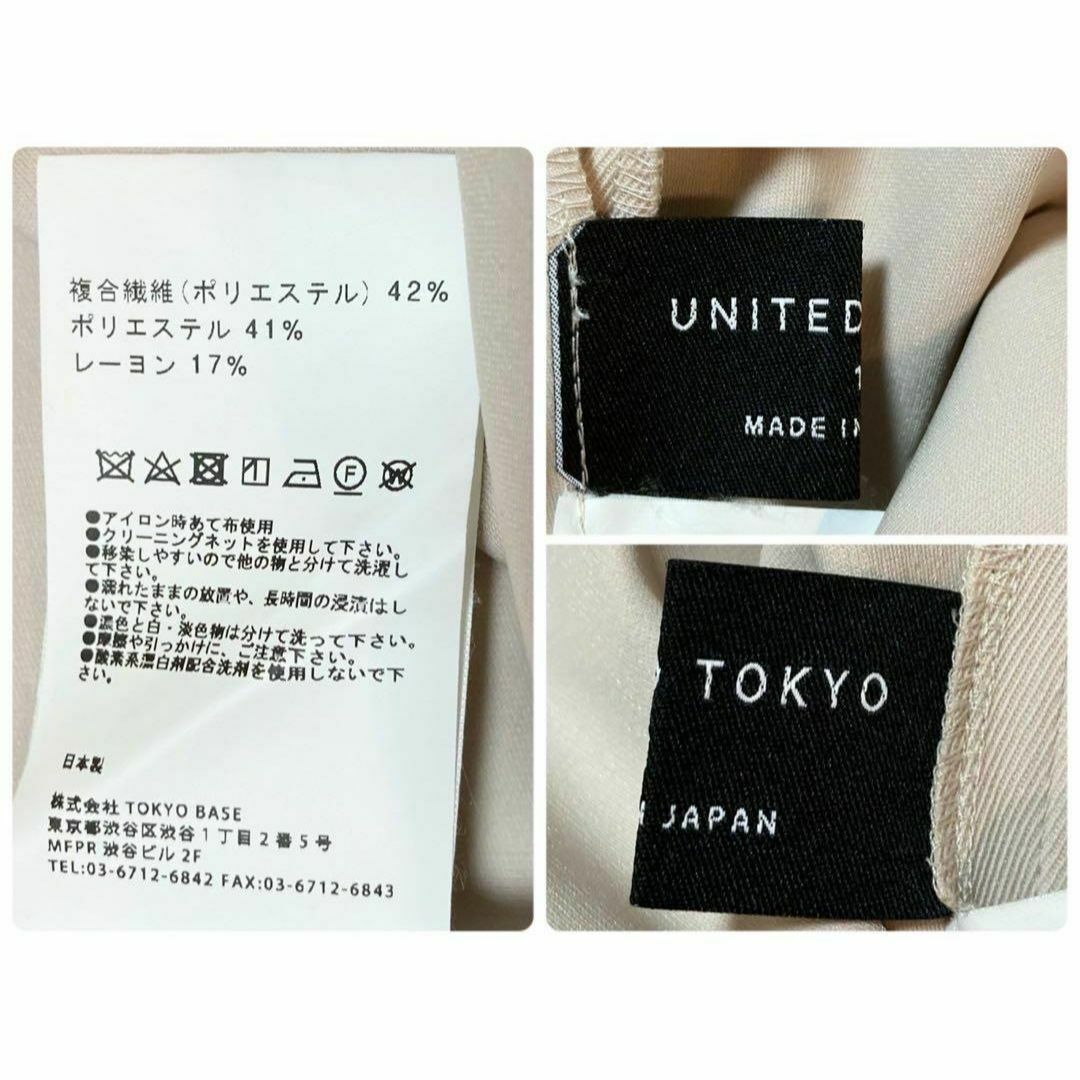 複合繊維(ポリエステル) 42%
ポリエステル 41%
レーヨン 17%
F
W
●アイロン時あて布使用
●クリーニングネットを使用して下さい。
●移染しやすいので他の物と分けて洗濯し
て下さい。
●濡れたままの放置や、長時間の浸漬はし
ないで下さい。
●濃色と白・淡色物は分けて洗って下さい。
●摩擦や引っかけに、ご注意下さい。
●酸素系漂白剤配合洗剤を使用しないで下
さい。
日本製
株式会社 TOKYO BASE
東京都渋谷区渋谷1丁目2番5号
MFPR 渋谷ビル 2F
TEL:03-6712-6842 FAX:03-6712-6843
UNITED
1
MADE IN
TOKYO
N JAPAN